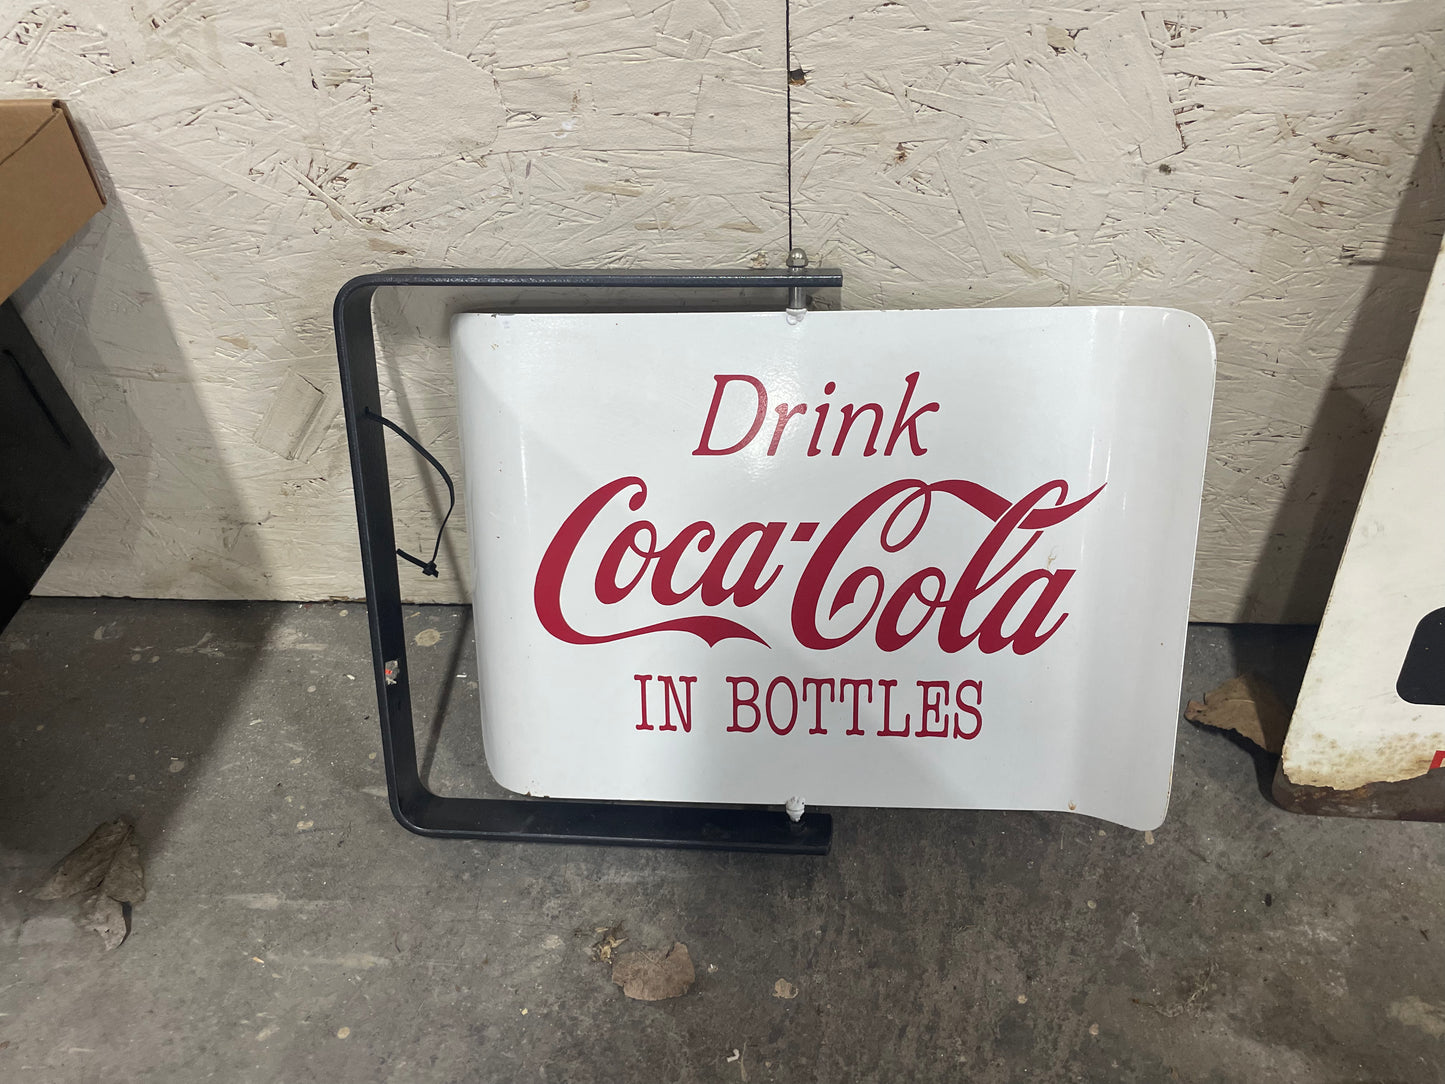 Drink
Coca-Cola
IN BOTTLES